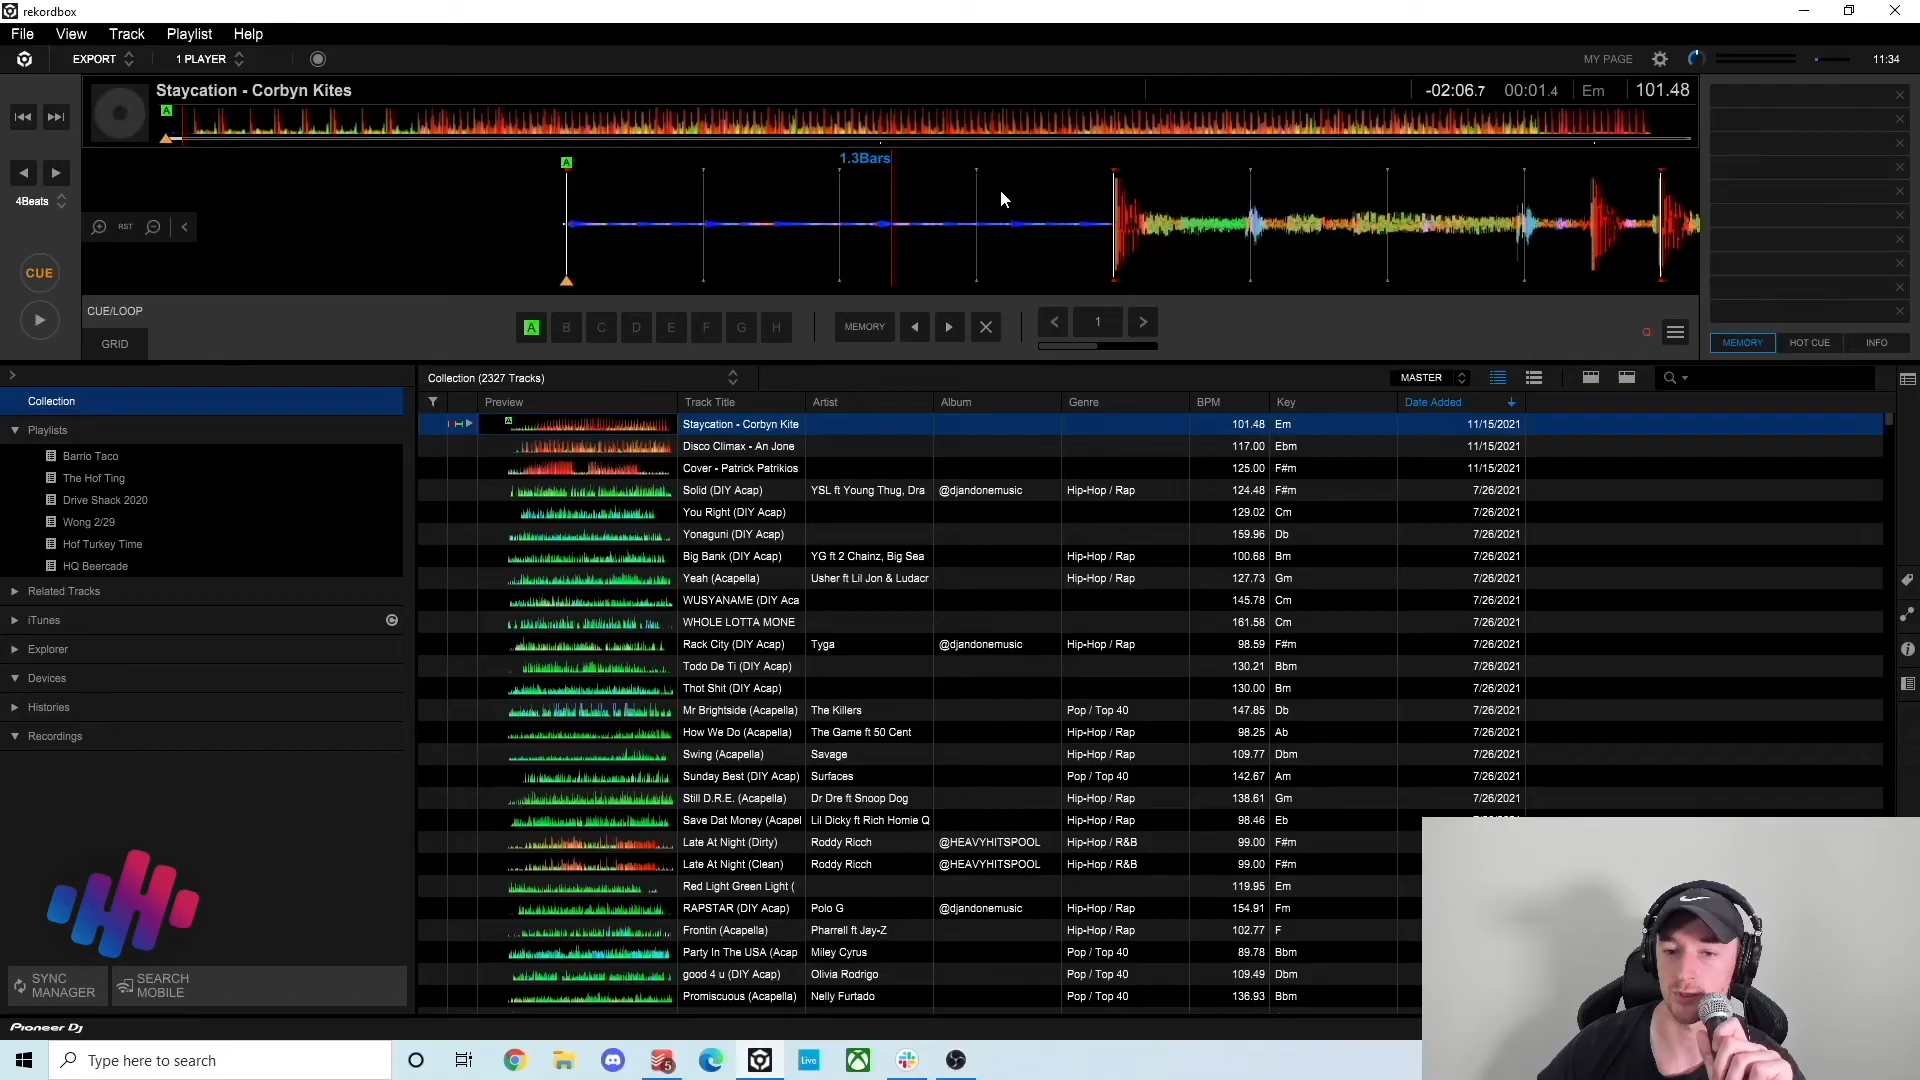 rekordbox
File View Track Playlist Help
EXPORT 1 PLAYER MY PAGE 11:34
Staycation - Corbyn Kites -02:06.7 00:01.4 Em 101.48
A
A 1.3Bars
4Beats
RST
CUE
CUE/LOOP
GRID
A B C D E F G H MEMORY 1 Q
MEMORY HOT CUE INFO
Collection
Playlists
Barrio Taco
The Hof Ting
Drive Shack 2020
Wong 2/29
Hof Turkey Time
HQ Beercade
Related Tracks
iTunes
Explorer
Devices
Histories
Recordings
SYNC MANAGER
SEARCH MOBILE
Pioneer Dj
Collection (2327 Tracks) MASTER
Preview Track Title Artist Album Genre BPM Key Date Added
A Staycation - Corbyn Kite 101.48 Em 11/15/2021
Disco Climax - An Jone 117.00 Ebm 11/15/2021
Cover - Patrick Patrikios 125.00 F#m 11/15/2021
Solid (DIY Acap) YSL ft Young Thug, Dra @djandonemusic Hip-Hop / Rap 124.48 F#m 7/26/2021
You Right (DIY Acap) 129.02 Cm 7/26/2021
Yonaguni (DIY Acap) 159.96 Db 7/26/2021
Big Bank (DIY Acap) YG ft 2 Chainz, Big Sea Hip-Hop / Rap 100.68 Bm 7/26/2021
Yeah (Acapella) Usher ft Lil Jon & Ludacr Hip-Hop / Rap 127.73 Gm 7/26/2021
WUSYANAME (DIY Aca 145.78 Cm 7/26/2021
WHOLE LOTTA MONE 161.58 Cm 7/26/2021
Rack City (DIY Acap) Tyga @djandonemusic Hip-Hop / Rap 98.59 F#m 7/26/2021
Todo De Ti (DIY Acap) 130.21 Bbm 7/26/2021
Thot Shit (DIY Acap) 130.00 Bm 7/26/2021
Mr Brightside (Acapella) The Killers Pop / Top 40 147.85 Db 7/26/2021
How We Do (Acapella) The Game ft 50 Cent Hip-Hop / Rap 98.25 Ab 7/26/2021
Swing (Acapella) Savage Hip-Hop / Rap 109.77 Dbm 7/26/2021
Sunday Best (DIY Acap) Surfaces Pop / Top 40 142.67 Am 7/26/2021
Still D.R.E. (Acapella) Dr Dre ft Snoop Dog Hip-Hop / Rap 138.61 Gm 7/26/2021
Save Dat Money (Acapel Lil Dicky ft Rich Homie Q Hip-Hop / Rap 98.46 Eb
Late At Night (Dirty) Roddy Ricch @HEAVYHITSPOOL Hip-Hop / R&B 99.00 F#m
Late At Night (Clean) Roddy Ricch @HEAVYHITSPOOL Hip-Hop / R&B 99.00 F#m
Red Light Green Light ( 119.95 Em
RAPSTAR (DIY Acap) Polo G @djandonemusic Hip-Hop / Rap 154.91 Fm
Frontin (Acapella) Pharrell ft Jay-Z Hip-Hop / Rap 102.77 F
Party In The USA (Acap Miley Cyrus Pop / Top 40 89.78 Bbm
good 4 u (DIY Acap) Olivia Rodrigo Pop / Top 40 109.49 Dbm
Promiscuous (Acapella) Nelly Furtado Pop / Top 40 136.93 Bbm
Type here to search 5 Live